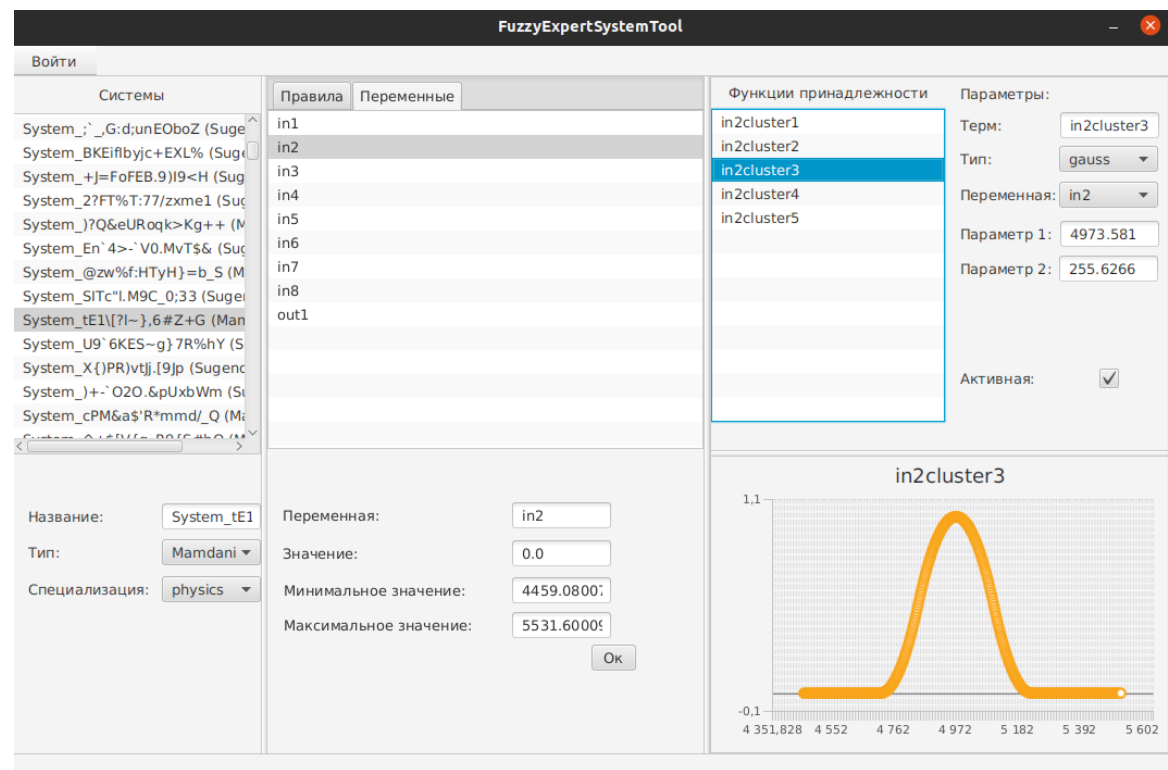 FuzzyExpertSystemTool
Войти
Системы
System_;`_,G:d;unEOboZ (Suge
System_BKEiflbyjc+EXL% (Suge
System_+J=FoFEB.9)I9<H (Sug
System_2?FT%T:77/zxme1 (Sug
System_)?Q&eURoqk>Kg++ (M
System_En`4>-`V0.MvT$& (Sug
System_@zw%f:HTyH}=b_S (M
System_SITc"l.M9C_0;33 (Sugen
System_tE1\[?l~},6#Z+G (Mam
System_U9`6KES~g}7R%hY (S
System_X{)PR)vtJj.[9Jp (Sugeno
System_)+-`O2O.&pUxbWm (Su
System_cPM&a$'R*mmd/_Q (Ma
Название:
System_tE1
Тип:
Mamdani
Специализация:
physics
Правила
Переменные
in1
in2
in3
in4
in5
in6
in7
in8
out1
Переменная:
in2
Значение:
0.0
Минимальное значение:
4459.08007
Максимальное значение:
5531.60009
Ок
Функции принадлежности
in2cluster1
in2cluster2
in2cluster3
in2cluster4
in2cluster5
Параметры:
Терм:
in2cluster3
Тип:
gauss
Переменная:
in2
Параметр 1:
4973.581
Параметр 2:
255.6266
Активная:
in2cluster3
1,1
-0,1
4 351,828
4 552
4 762
4 972
5 182
5 392
5 602